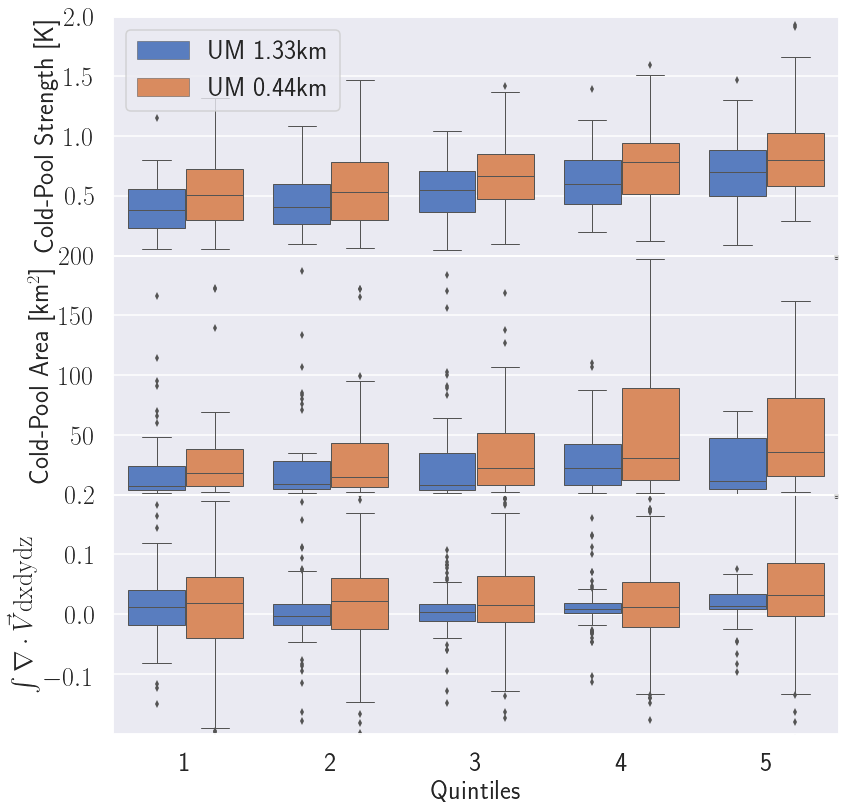 Cold-Pool Strength [K]
2.0
1.5
1.0
0.5
UM 1.33km
UM 0.44km
Cold-Pool Area [km²]
200
150
100
50
∫ ∇ · V⃗ dxdydz
0.2
0.1
0.0
−0.1
1 2 3 4 5
Quintiles